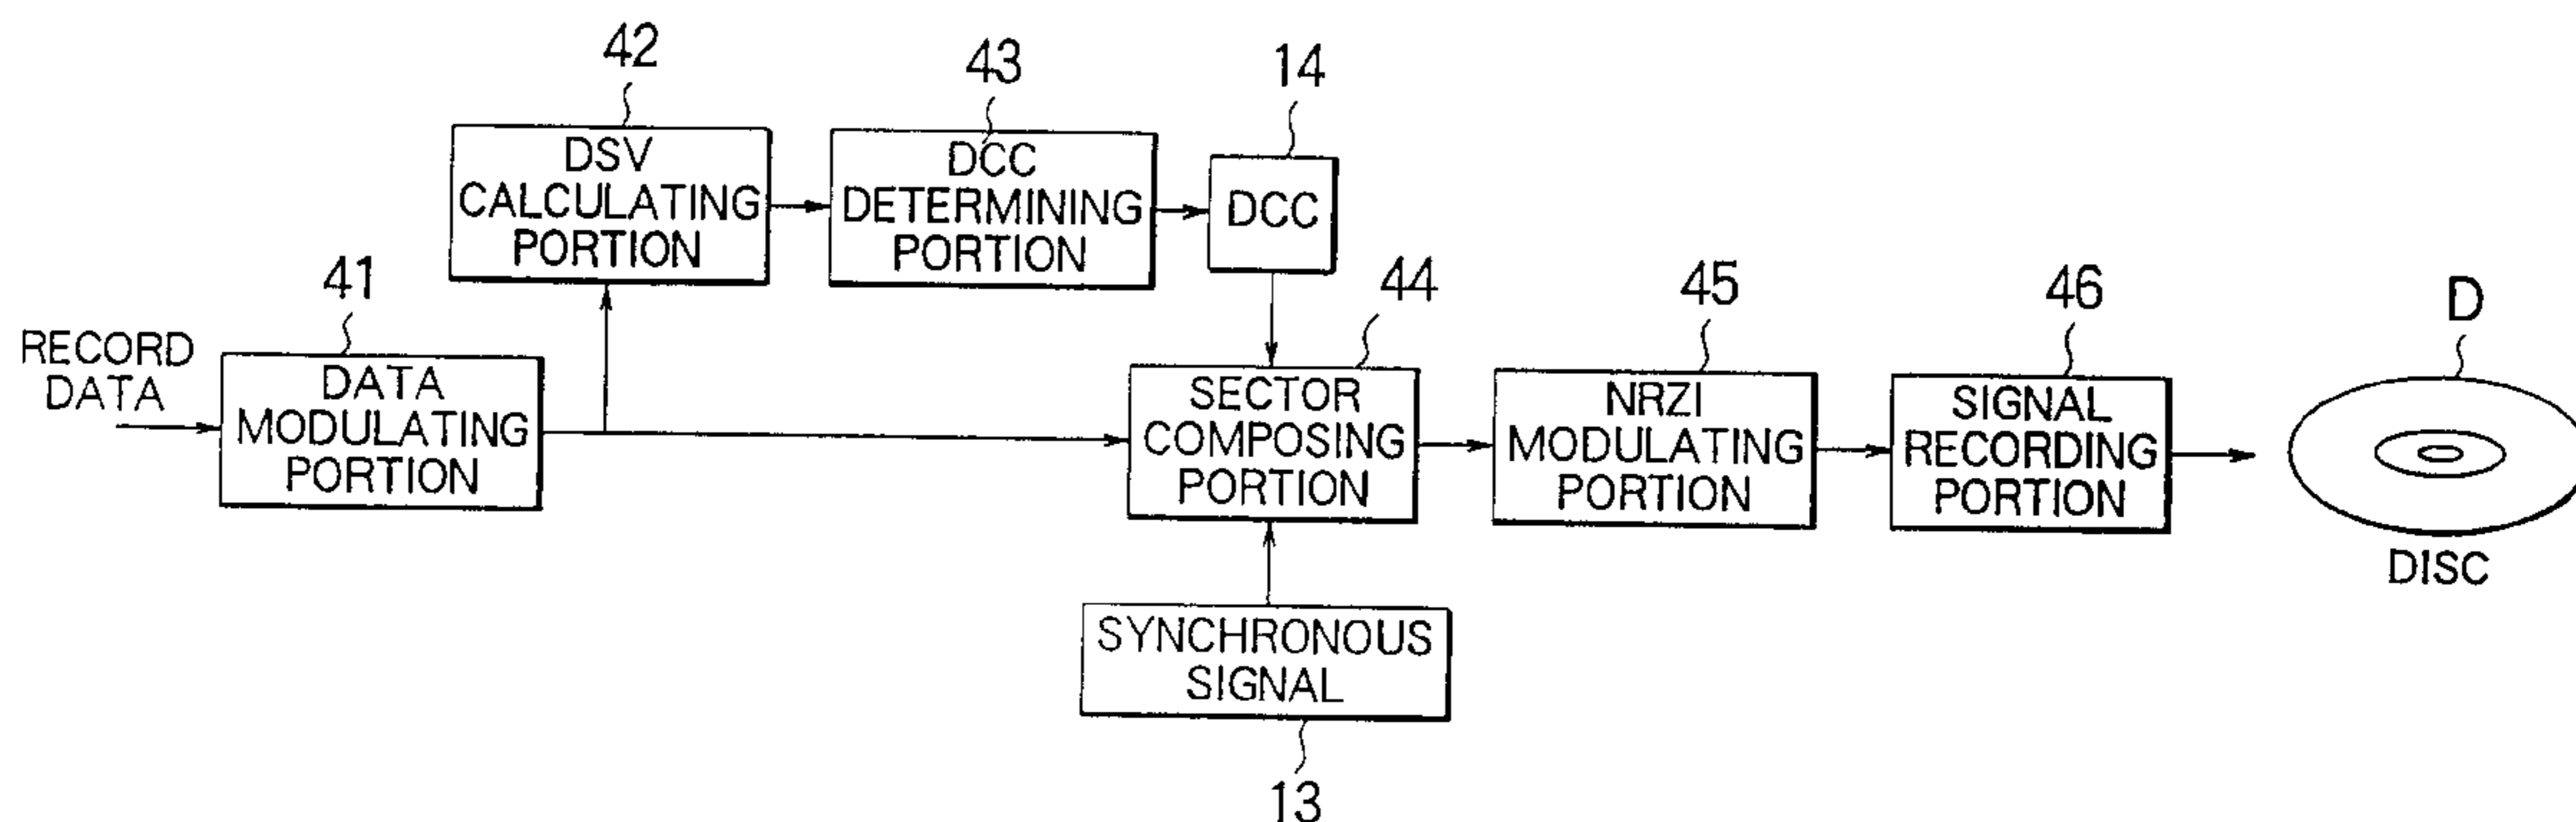 42
43
14
DSV
CALCULATING
PORTION
DCC
DETERMINING
PORTION
DCC
41
44
45
46
D
RECORD
DATA
DATA
MODULATING
PORTION
SECTOR
COMPOSING
PORTION
NRZI
MODULATING
PORTION
SIGNAL
RECORDING
PORTION
DISC
SYNCHRONOUS
SIGNAL
13